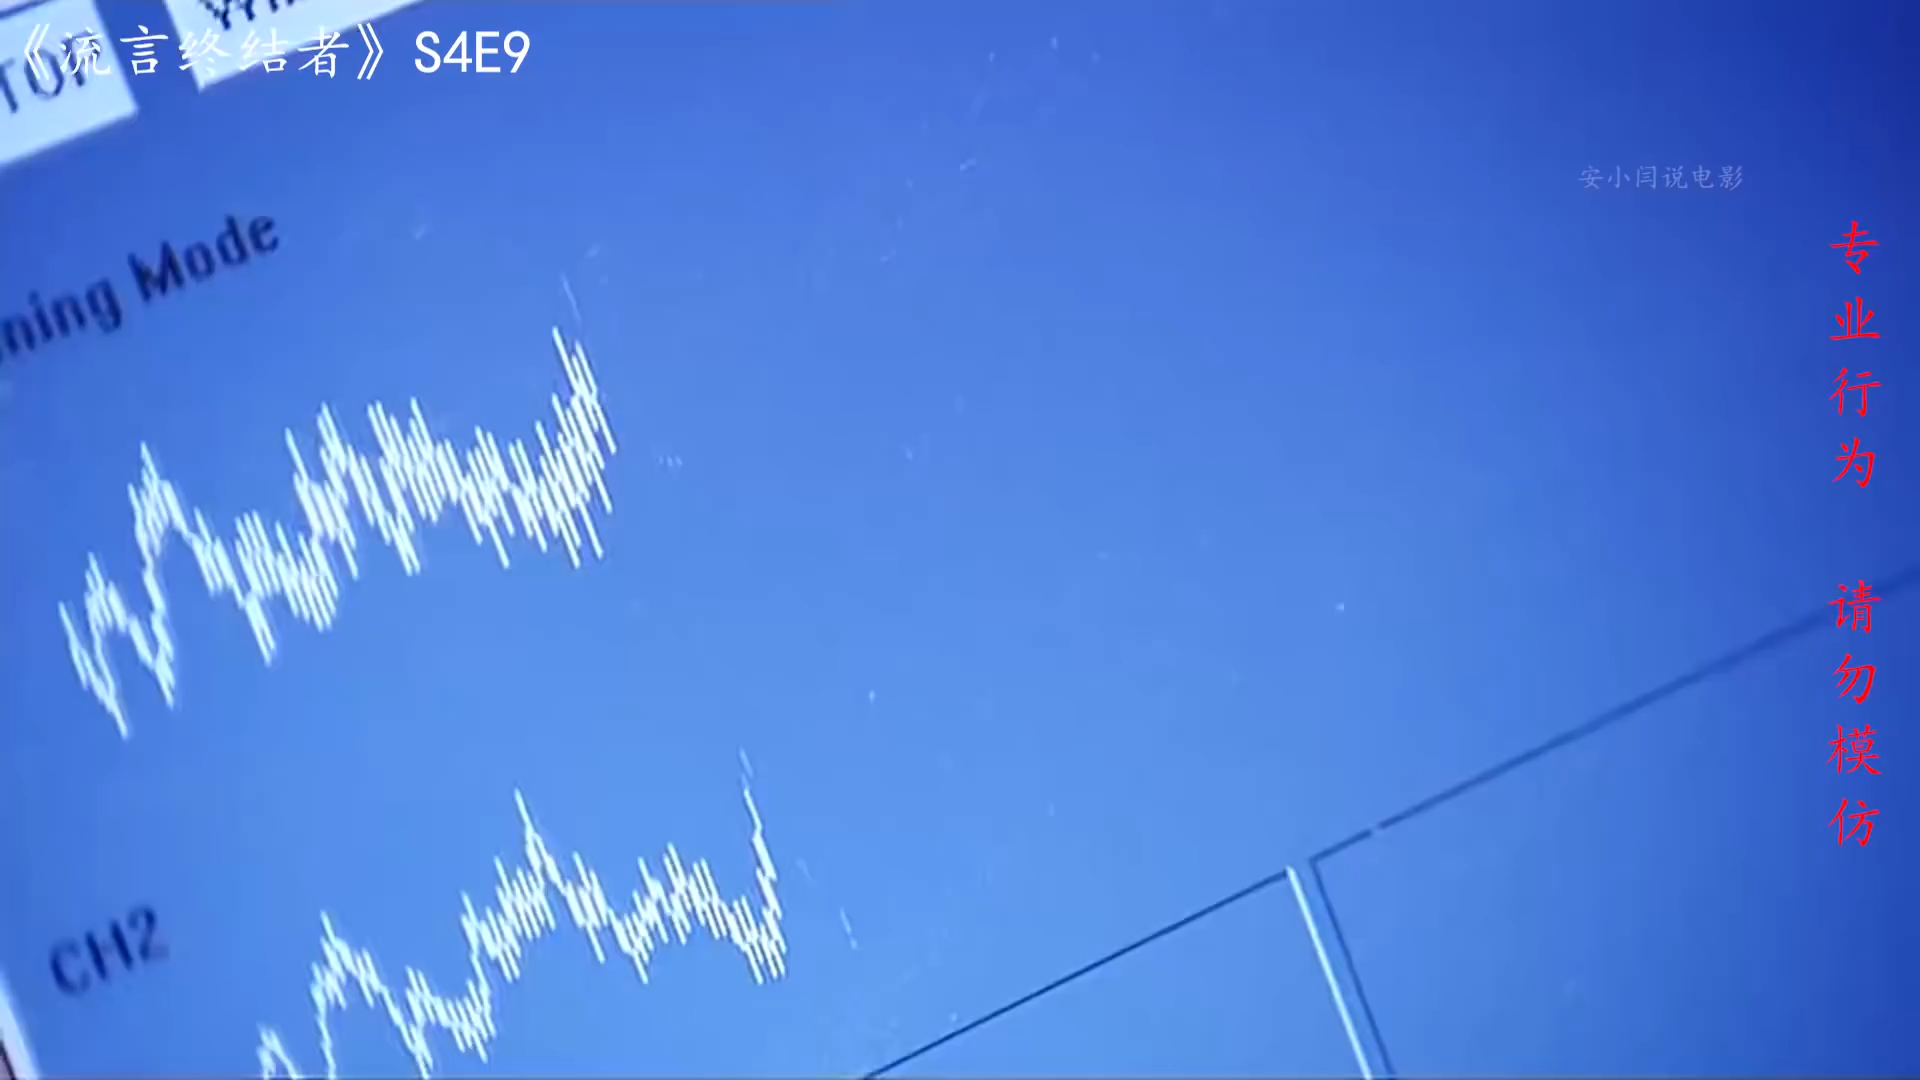 《流言终结者》S4E9
TOP
安小闫说电影
ning Mode
专业行为 请勿模仿
CH2